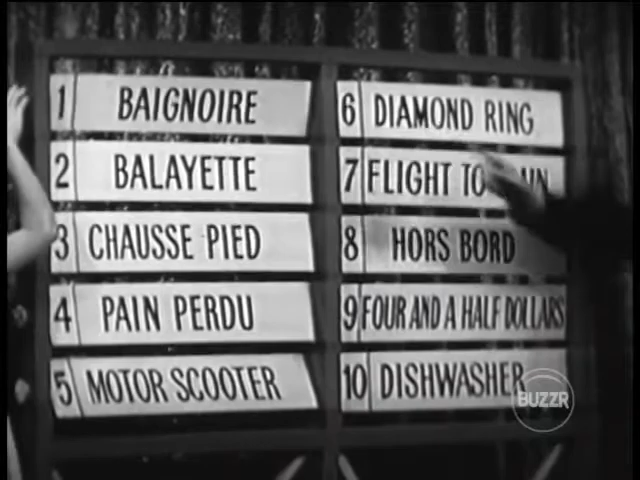 1 BAIGNOIRE
2 BALAYETTE
3 CHAUSSE PIED
4 PAIN PERDU
5 MOTOR SCOOTER
6 DIAMOND RING
7 FLIGHT TO
8 HORS BORD
9 FOUR AND A HALF DOLLARS
10 DISHWASHER
BUZZR